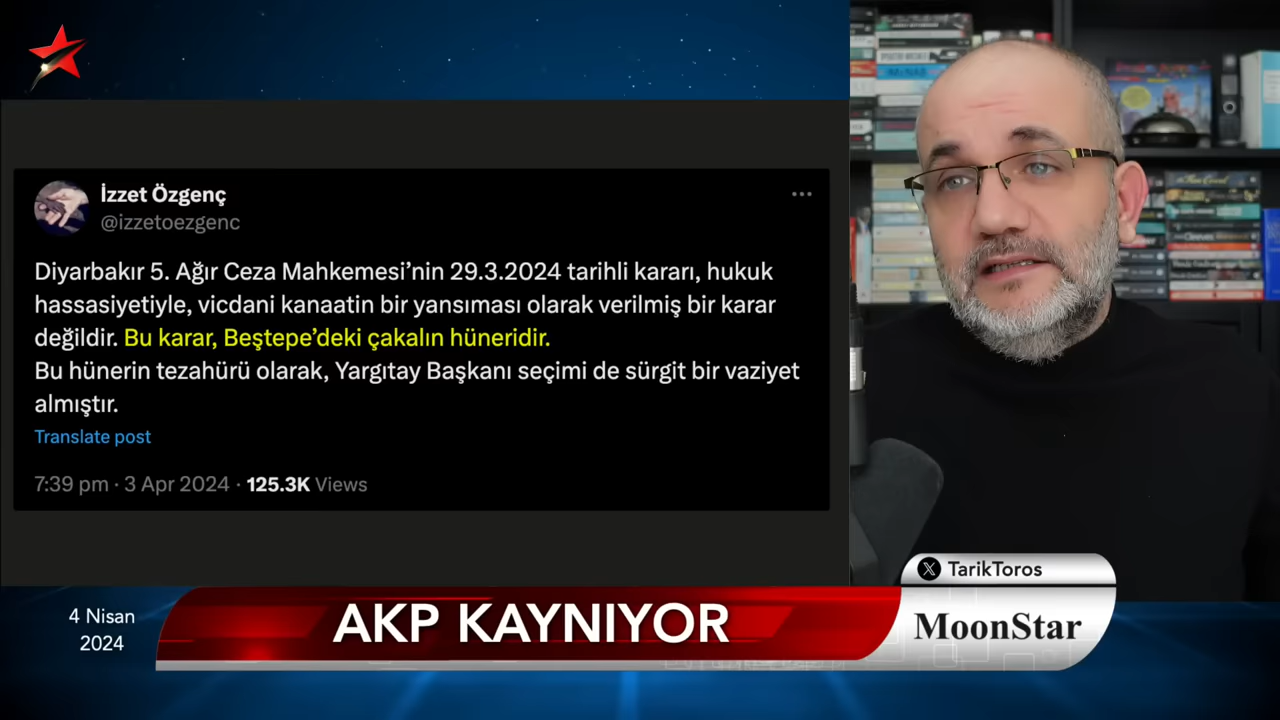 İzzet Özgenç
@izzetoezgenc
Diyarbakır 5. Ağır Ceza Mahkemesi’nin 29.3.2024 tarihli kararı, hukuk
hassasiyetiyle, vicdani kanaatin bir yansıması olarak verilmiş bir karar
değildir. Bu karar, Beştepe’deki çakalın hüneridir.
Bu hünerin tezahürü olarak, Yargıtay Başkanı seçimi de sürgit bir vaziyet
almıştır.
Translate post
7:39 pm · 3 Apr 2024 · 125.3K Views
TarikToros
MoonStar
4 Nisan
2024
AKP KAYNIYOR